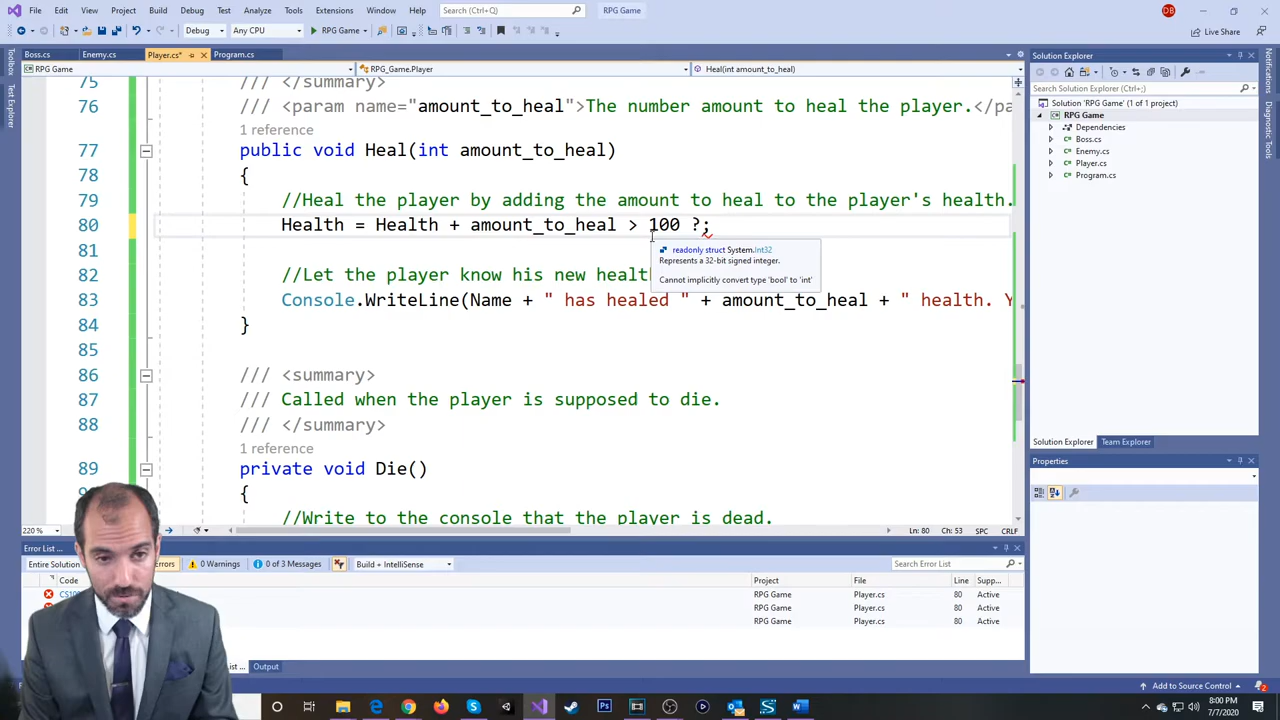 File Edit View Project Build Debug Test Analyze Tools Extensions Window Help Search (Ctrl+Q) RPG Game DB
Debug Any CPU RPG Game Live Share
Boss.cs Enemy.cs Player.cs* Program.cs
RPG Game RPG_Game.Player Heal(int amount_to_heal)
Toolbox
Test Explorer
75 /// </summary>
76 /// <param name="amount_to_heal">The number amount to heal the player.</pa
1 reference
77 public void Heal(int amount_to_heal)
78 {
79 //Heal the player by adding the amount to heal to the player's health.
80 Health = Health + amount_to_heal > 100 ?;
readonly struct System.Int32
Represents a 32-bit signed integer.
Cannot implicitly convert type 'bool' to 'int'
81
82 //Let the player know his new healt
83 Console.WriteLine(Name + " has healed " + amount_to_heal + " health. Y
84 }
85
86 /// <summary>
87 /// Called when the player is supposed to die.
88 /// </summary>
1 reference
89 private void Die()
{
//Write to the console that the player is dead.
220 % Ln: 80 Ch: 53 SPC CRLF
Error List ...
Entire Solution 0 Warnings 0 of 3 Messages Build + IntelliSense Search Error List
Code Project File Line Supp...
RPG Game Player.cs 80 Active
RPG Game Player.cs 80 Active
RPG Game Player.cs 80 Active
Output
Solution Explorer
Search Solution Explorer (Ctrl+;)
Solution 'RPG Game' (1 of 1 project)
RPG Game
Dependencies
Boss.cs
Enemy.cs
Player.cs
Program.cs
Solution Explorer Team Explorer
Properties
Notifications
Diagnostic Tools
Add to Source Control 2
8:00 PM
7/7/2020